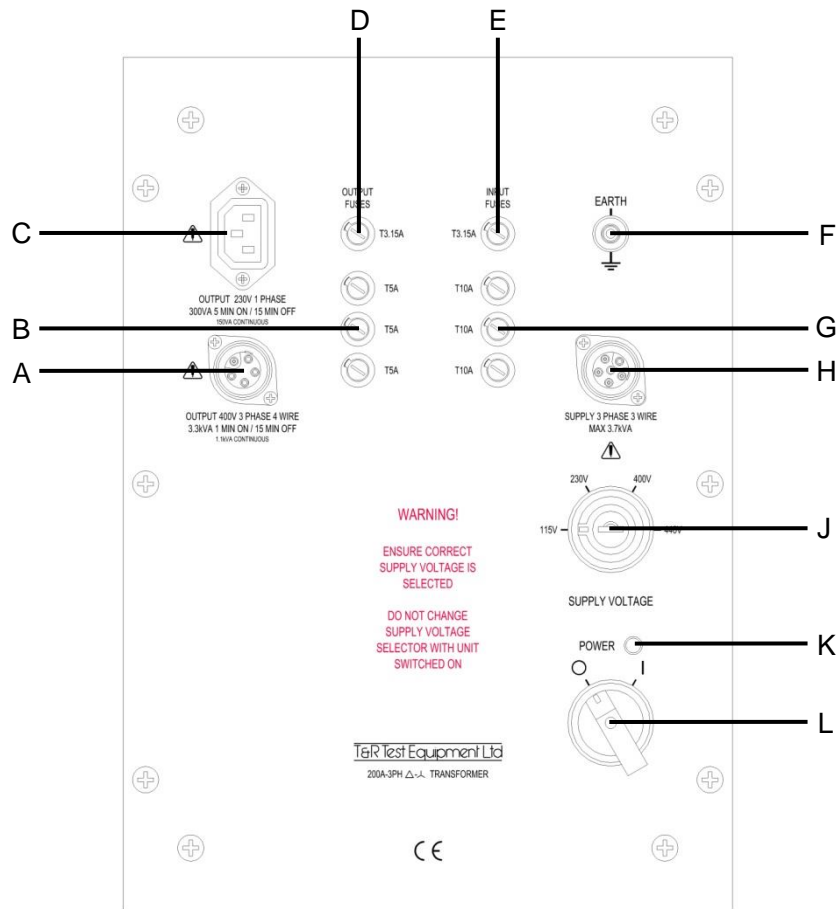 D
E
OUTPUT
FUSES
INPUT
FUSES
EARTH
C
T3.15A
T3.15A
F
T5A
T10A
OUTPUT 230V 1 PHASE
300VA 5 MIN ON / 15 MIN OFF
150VA CONTINUOUS
B
T5A
T10A
G
A
T5A
T10A
H
OUTPUT 400V 3 PHASE 4 WIRE
3.3kVA 1 MIN ON / 15 MIN OFF
1.1kVA CONTINUOUS
SUPPLY 3 PHASE 3 WIRE
MAX 3.7kVA
230V
400V
115V
440V
J
WARNING!
ENSURE CORRECT
SUPPLY VOLTAGE IS
SELECTED
DO NOT CHANGE
SUPPLY VOLTAGE
SELECTOR WITH UNIT
SWITCHED ON
SUPPLY VOLTAGE
POWER
K
O
I
L
T&R Test Equipment Ltd
200A-3PH △-⅄ TRANSFORMER
CE